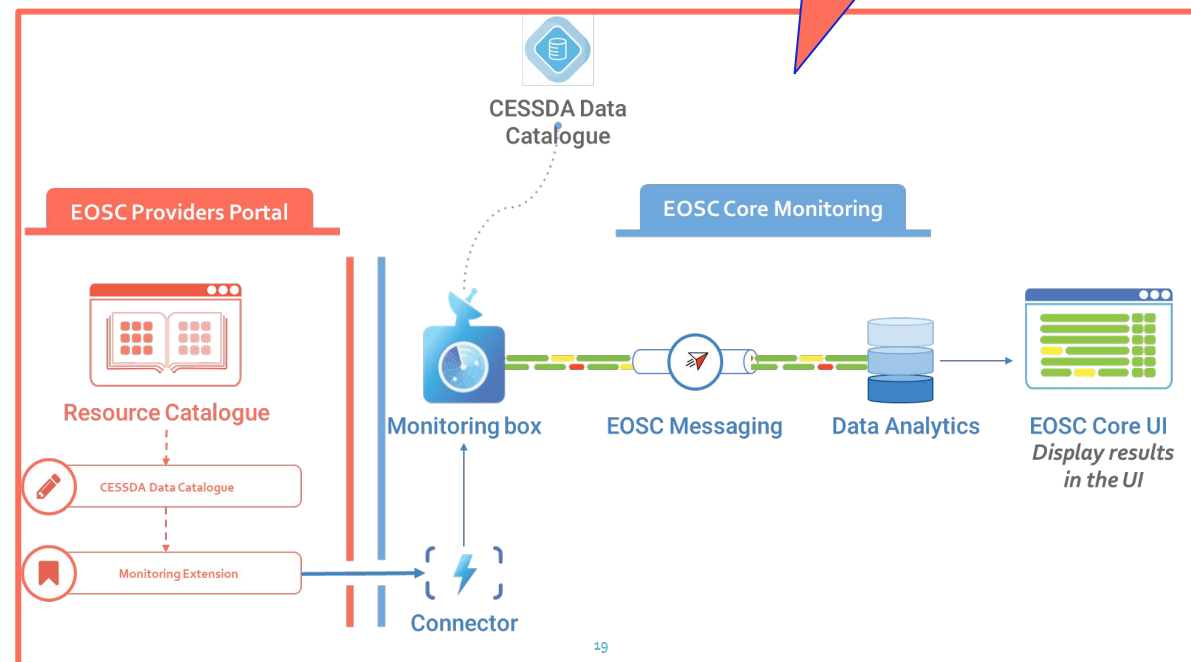 CESSDA Data
Catalogue
EOSC Providers Portal
EOSC Core Monitoring
Resource Catalogue
CESSDA Data Catalogue
Monitoring Extension
Monitoring box
EOSC Messaging
Data Analytics
EOSC Core UI
Display results
in the UI
Connector
19